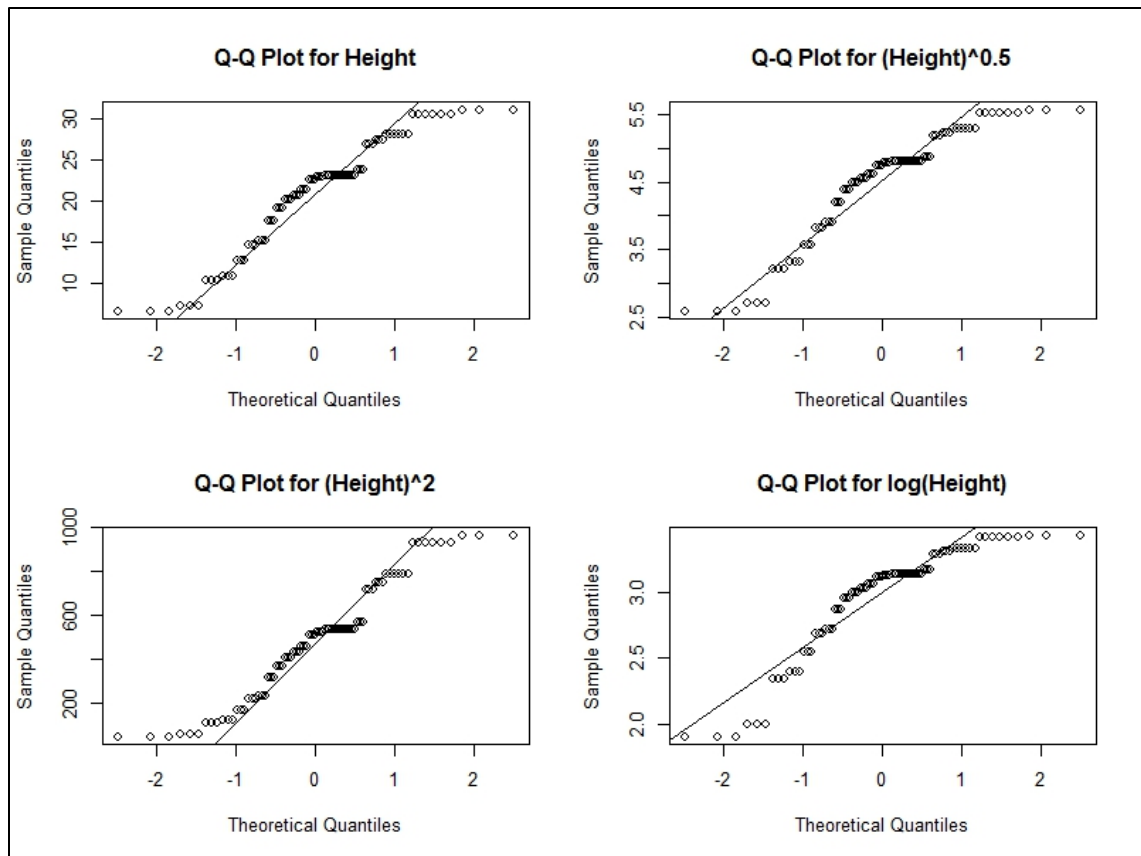 Q-Q Plot for Height
Sample Quantiles
30
25
20
15
10
-2 -1 0 1 2
Theoretical Quantiles
Q-Q Plot for (Height)^0.5
Sample Quantiles
5.5
4.5
3.5
2.5
-2 -1 0 1 2
Theoretical Quantiles
Q-Q Plot for (Height)^2
Sample Quantiles
1000
600
200
-2 -1 0 1 2
Theoretical Quantiles
Q-Q Plot for log(Height)
Sample Quantiles
3.0
2.5
2.0
-2 -1 0 1 2
Theoretical Quantiles